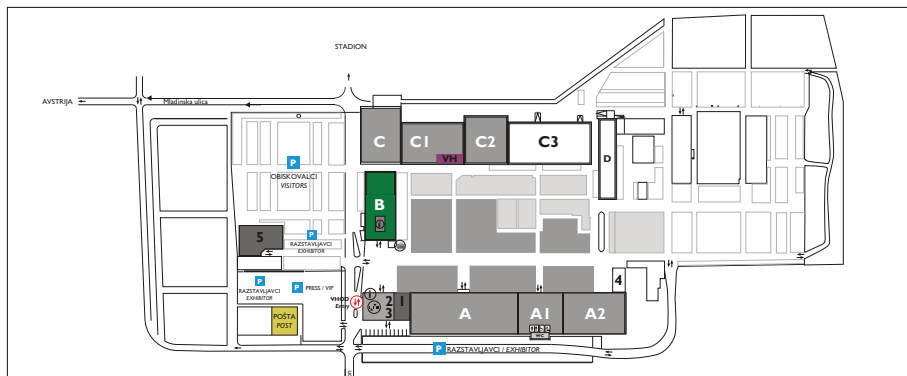 STADION
AVSTRIJA
Mladinska ulica
C
C1
C2
C3
VH
D
P
OBISKOVALCI
VISITORS
B
5
P
RAZSTAVLJAVCI
EXHIBITOR
P
RAZSTAVLJAVCI
EXHIBITOR
P PRESS / VIP
VHOD
Entry
i
2
3
1
A
A1
A2
4
WC
POŠTA
POST
P RAZSTAVLJAVCI / EXHIBITOR